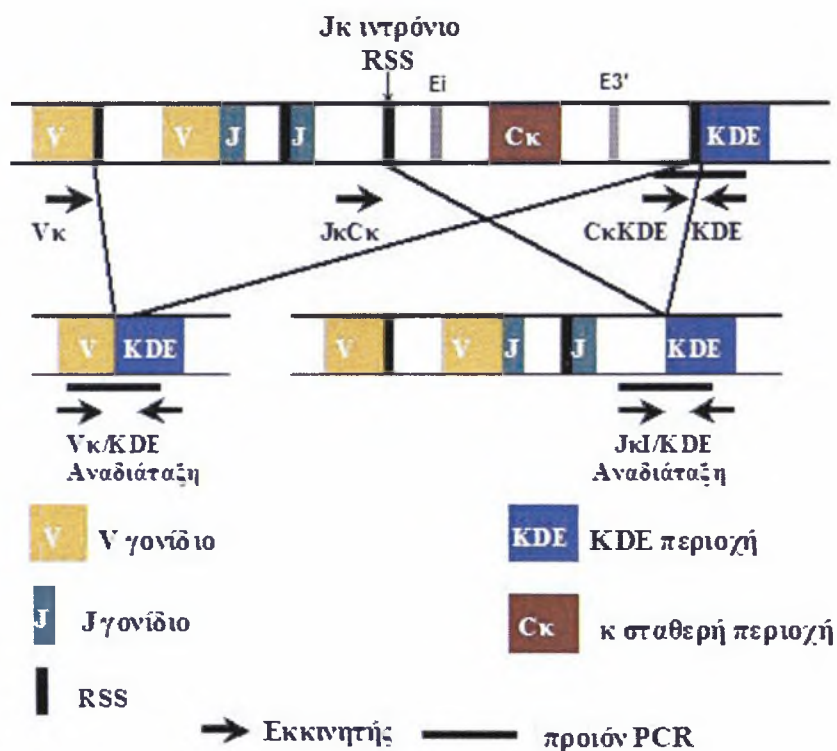 Jκ ιντρόνιο
RSS
Ei
E3'
V
V
J
J
Cκ
KDE
Vκ
JκCκ
CκKDE
KDE
V
KDE
V
V
J
J
KDE
Vκ/KDE
Αναδιάταξη
JκI/KDE
Αναδιάταξη
V
V γονίδιο
KDE
KDE περιοχή
J
J γονίδιο
Cκ
κ σταθερή περιοχή
RSS
Εκκινητής
προιόν PCR